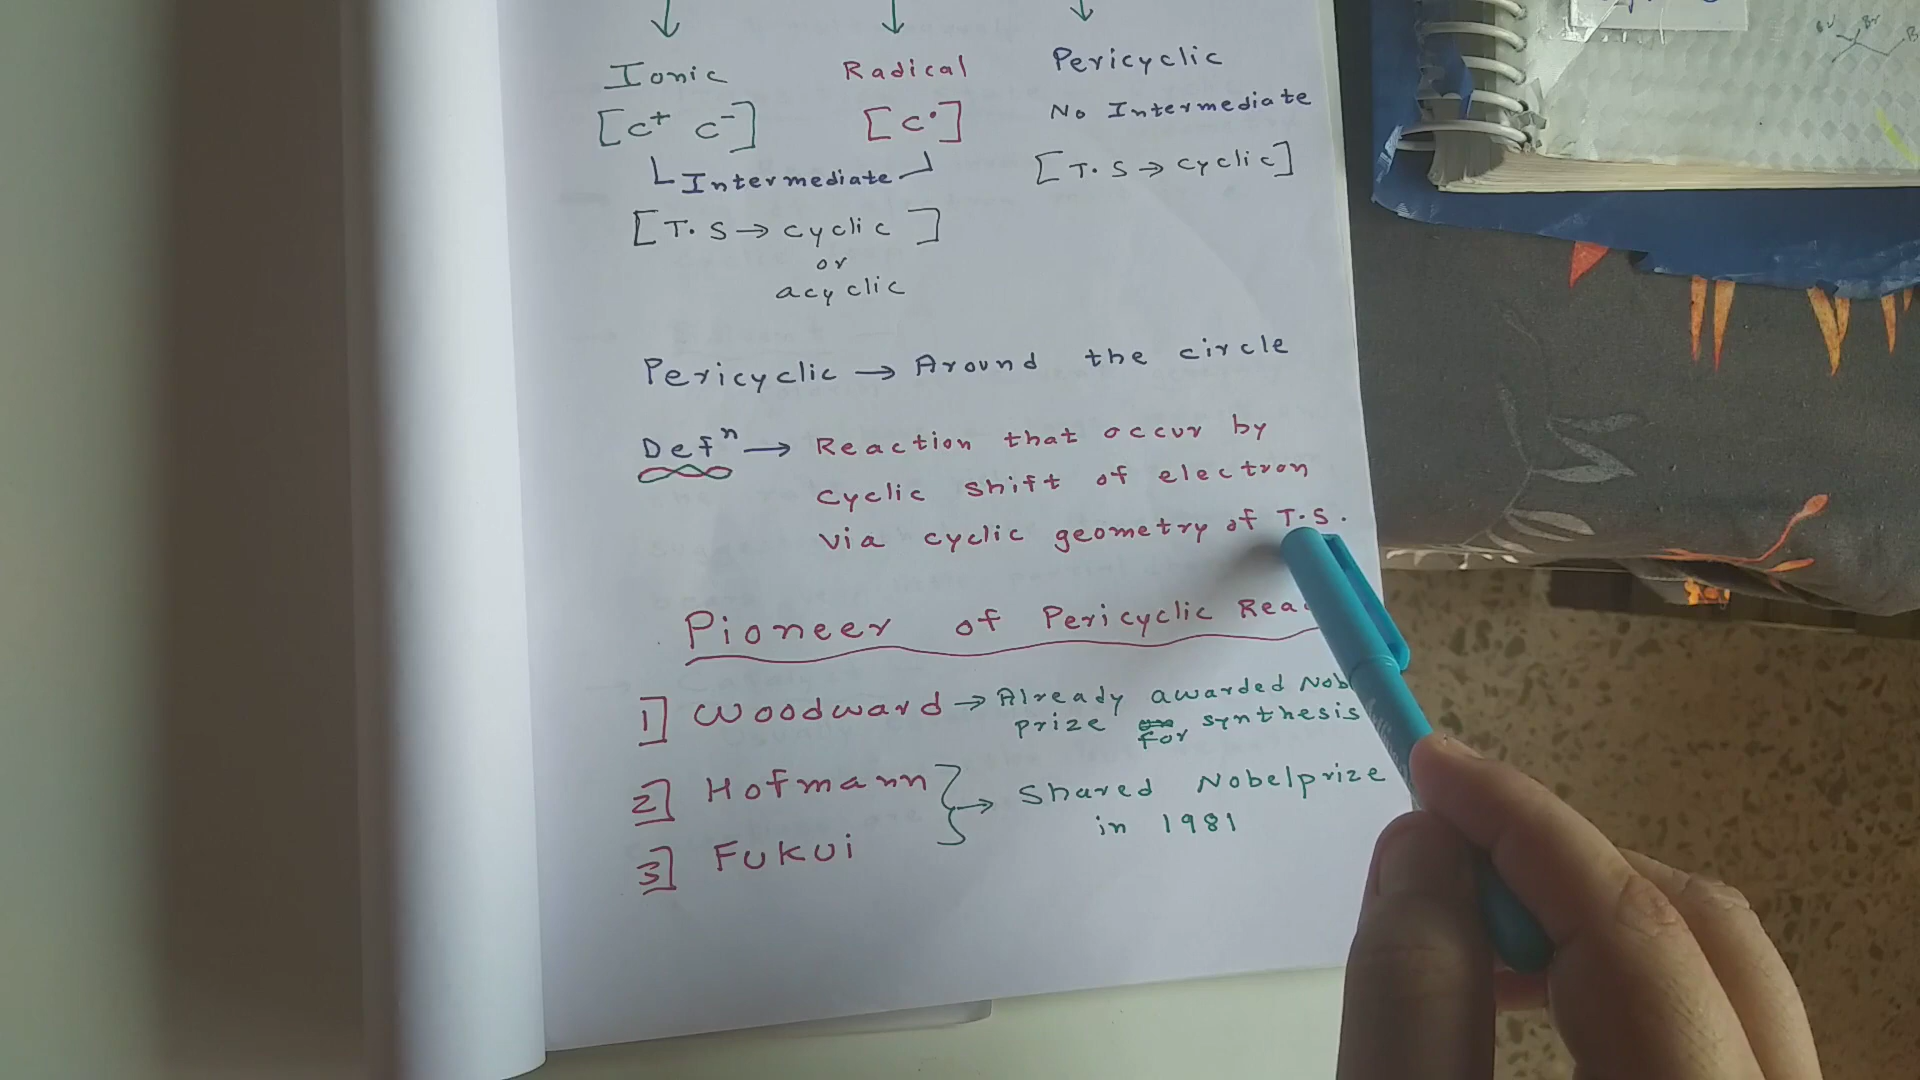 Ionic Radical Pericyclic
[C+ C-] [C•] No Intermediate
Intermediate [T.S → cyclic]
[T.S → cyclic]
or
acyclic
Pericyclic → Around the circle
Defn → Reaction that occur by
cyclic shift of electron
via cyclic geometry of T.S.
Pioneer of Pericyclic Rea
1] Woodward → Already awarded Nob
prize for synthesis
2] Hofmann
} → Shared Nobelprize
in 1981
3] Fukui
Br Br B